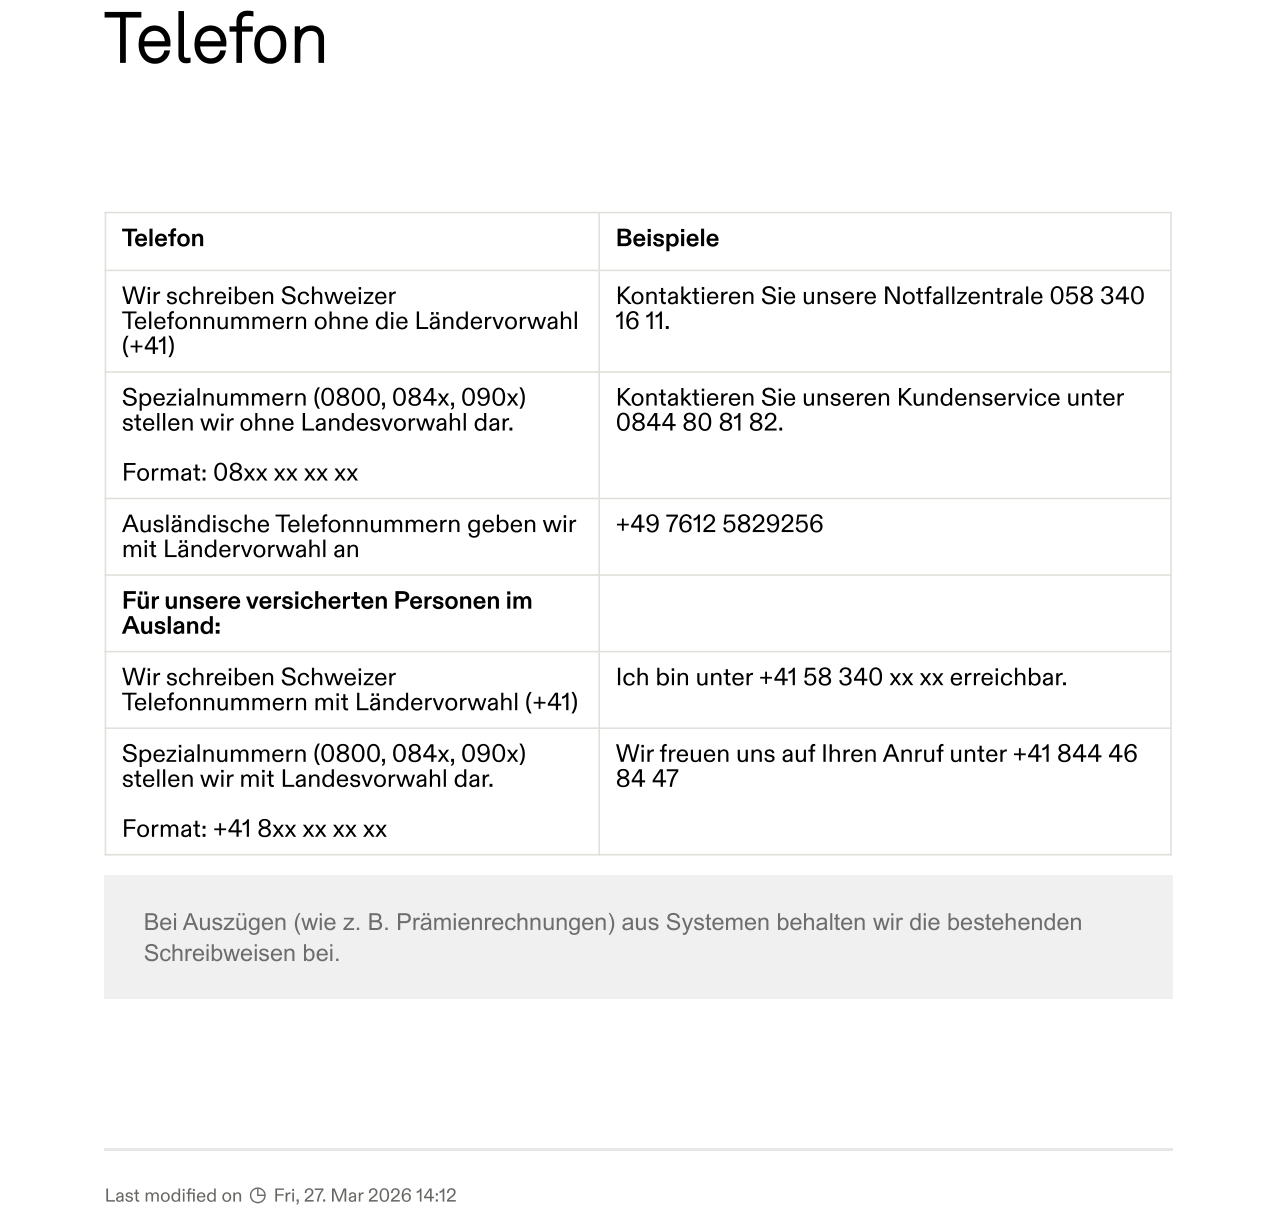 Telefon
Telefon
Beispiele
Wir schreiben Schweizer
Telefonnummern ohne die Ländervorwahl
(+41)
Kontaktieren Sie unsere Notfallzentrale 058 340
16 11.
Spezialnummern (0800, 084x, 090x)
stellen wir ohne Landesvorwahl dar.
Format: 08xx xx xx xx
Kontaktieren Sie unseren Kundenservice unter
0844 80 81 82.
Ausländische Telefonnummern geben wir
mit Ländervorwahl an
+49 7612 5829256
Für unsere versicherten Personen im
Ausland:
Wir schreiben Schweizer
Telefonnummern mit Ländervorwahl (+41)
Ich bin unter +41 58 340 xx xx erreichbar.
Spezialnummern (0800, 084x, 090x)
stellen wir mit Landesvorwahl dar.
Format: +41 8xx xx xx xx
Wir freuen uns auf Ihren Anruf unter +41 844 46
84 47
Bei Auszügen (wie z. B. Prämienrechnungen) aus Systemen behalten wir die bestehenden
Schreibweisen bei.
Last modified on Fri, 27. Mar 2026 14:12